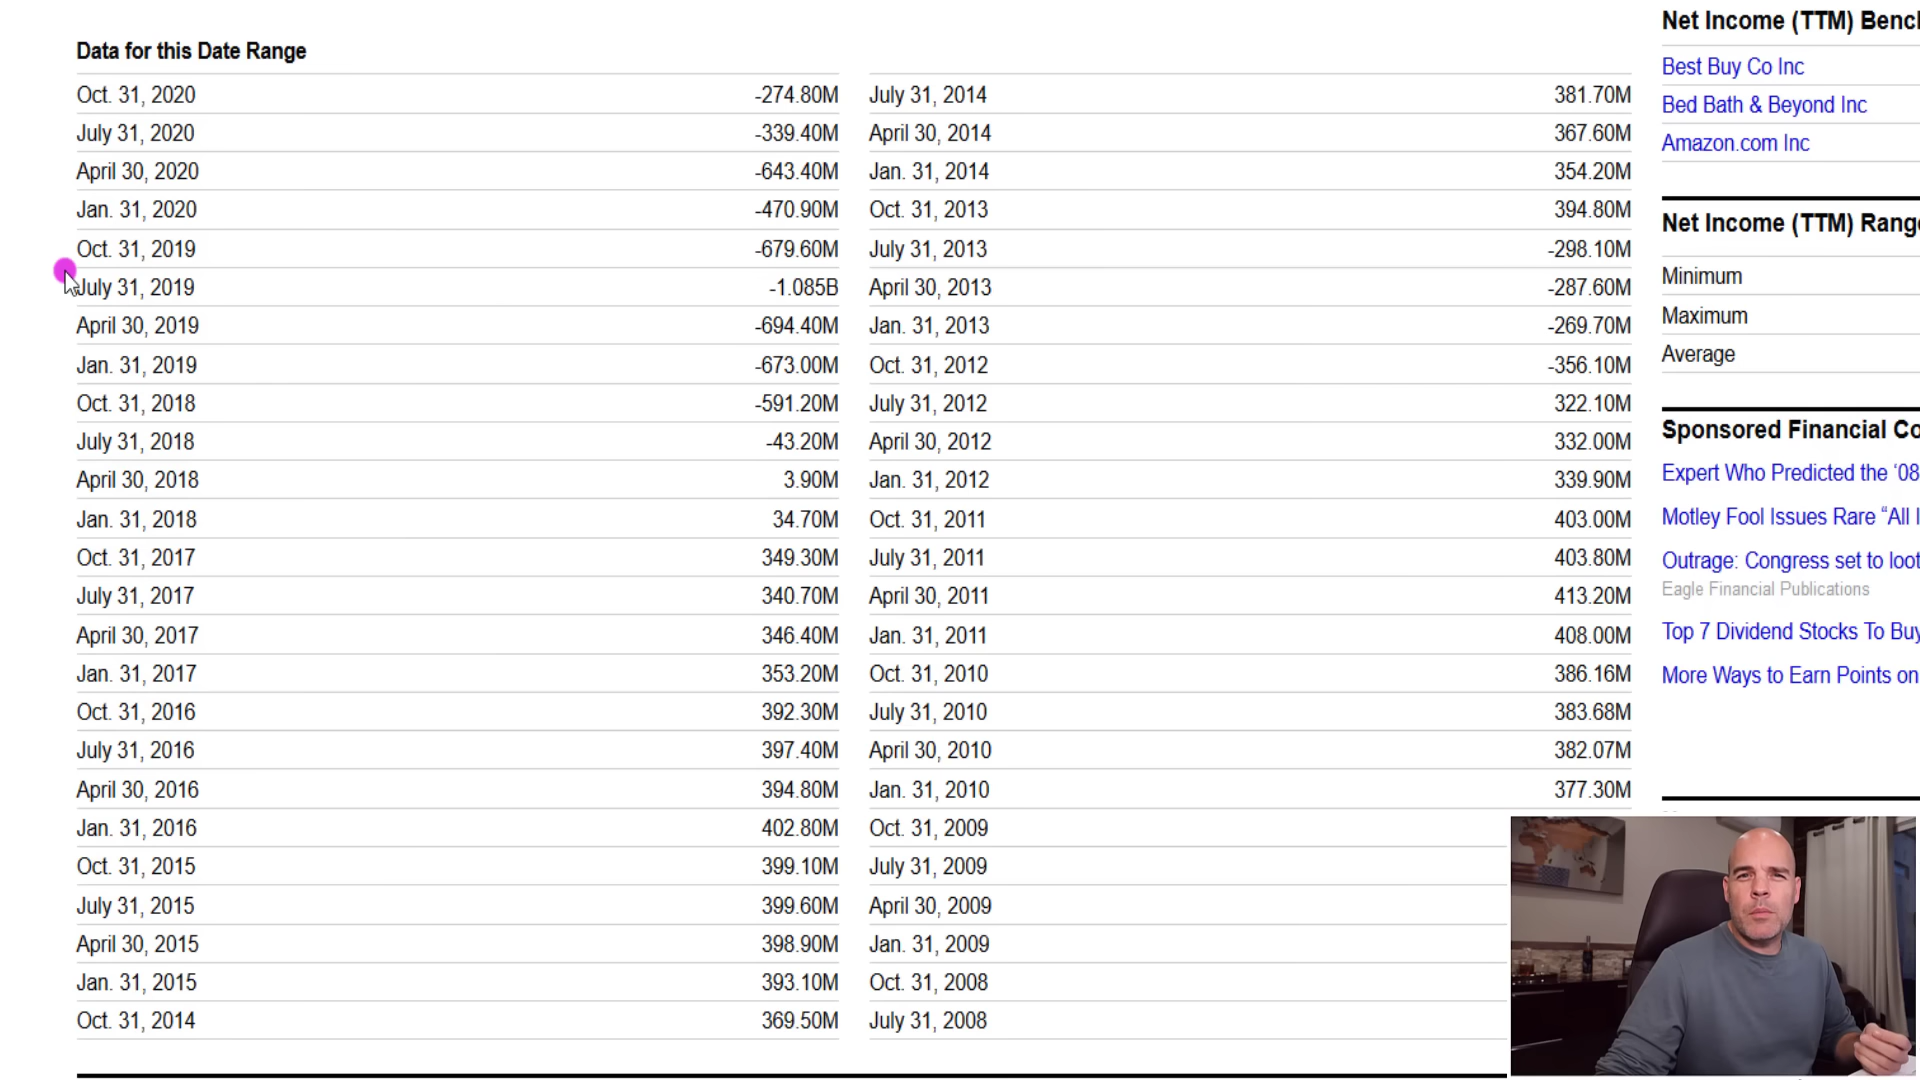 Data for this Date Range
Oct. 31, 2020 -274.80M
July 31, 2020 -339.40M
April 30, 2020 -643.40M
Jan. 31, 2020 -470.90M
Oct. 31, 2019 -679.60M
July 31, 2019 -1.085B
April 30, 2019 -694.40M
Jan. 31, 2019 -673.00M
Oct. 31, 2018 -591.20M
July 31, 2018 -43.20M
April 30, 2018 3.90M
Jan. 31, 2018 34.70M
Oct. 31, 2017 349.30M
July 31, 2017 340.70M
April 30, 2017 346.40M
Jan. 31, 2017 353.20M
Oct. 31, 2016 392.30M
July 31, 2016 397.40M
April 30, 2016 394.80M
Jan. 31, 2016 402.80M
Oct. 31, 2015 399.10M
July 31, 2015 399.60M
April 30, 2015 398.90M
Jan. 31, 2015 393.10M
Oct. 31, 2014 369.50M
July 31, 2014 381.70M
April 30, 2014 367.60M
Jan. 31, 2014 354.20M
Oct. 31, 2013 394.80M
July 31, 2013 -298.10M
April 30, 2013 -287.60M
Jan. 31, 2013 -269.70M
Oct. 31, 2012 -356.10M
July 31, 2012 322.10M
April 30, 2012 332.00M
Jan. 31, 2012 339.90M
Oct. 31, 2011 403.00M
July 31, 2011 403.80M
April 30, 2011 413.20M
Jan. 31, 2011 408.00M
Oct. 31, 2010 386.16M
July 31, 2010 383.68M
April 30, 2010 382.07M
Jan. 31, 2010 377.30M
Oct. 31, 2009
July 31, 2009
April 30, 2009
Jan. 31, 2009
Oct. 31, 2008
July 31, 2008
Net Income (TTM) Bencl
Best Buy Co Inc
Bed Bath & Beyond Inc
Amazon.com Inc
Net Income (TTM) Rang
Minimum
Maximum
Average
Sponsored Financial Co
Expert Who Predicted the ‘08
Motley Fool Issues Rare “All I
Outrage: Congress set to loot
Eagle Financial Publications
Top 7 Dividend Stocks To Buy
More Ways to Earn Points on